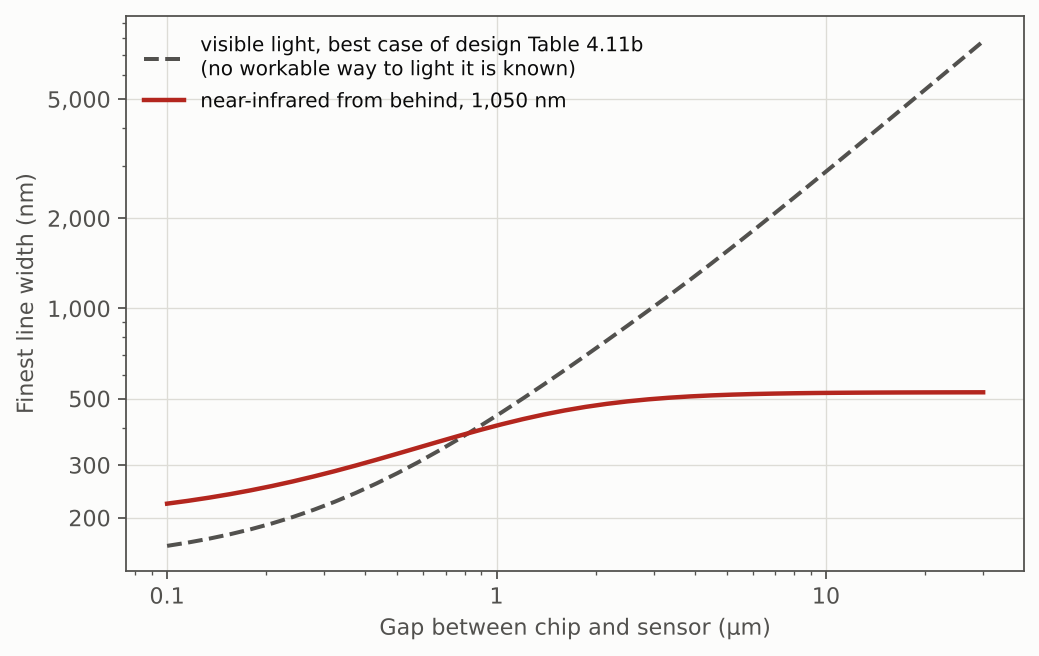 visible light, best case of design Table 4.11b
(no workable way to light it is known)
near-infrared from behind, 1,050 nm
Finest line width (nm)
5,000
2,000
1,000
500
300
200
0.1
1
10
Gap between chip and sensor (μm)